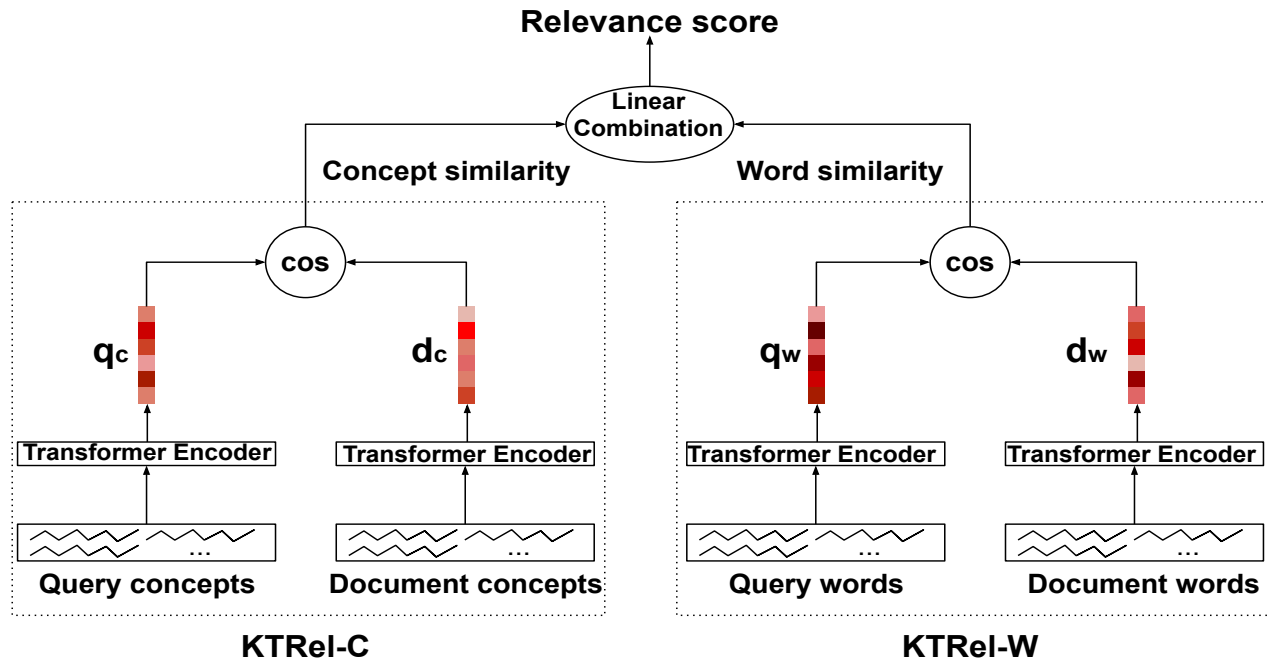 Relevance score
Linear
Combination
Concept similarity
Word similarity
cos
cos
qc
dc
qw
dw
Transformer Encoder
Transformer Encoder
Transformer Encoder
Transformer Encoder
...
...
...
...
Query concepts
Document concepts
Query words
Document words
KTRel-C
KTRel-W